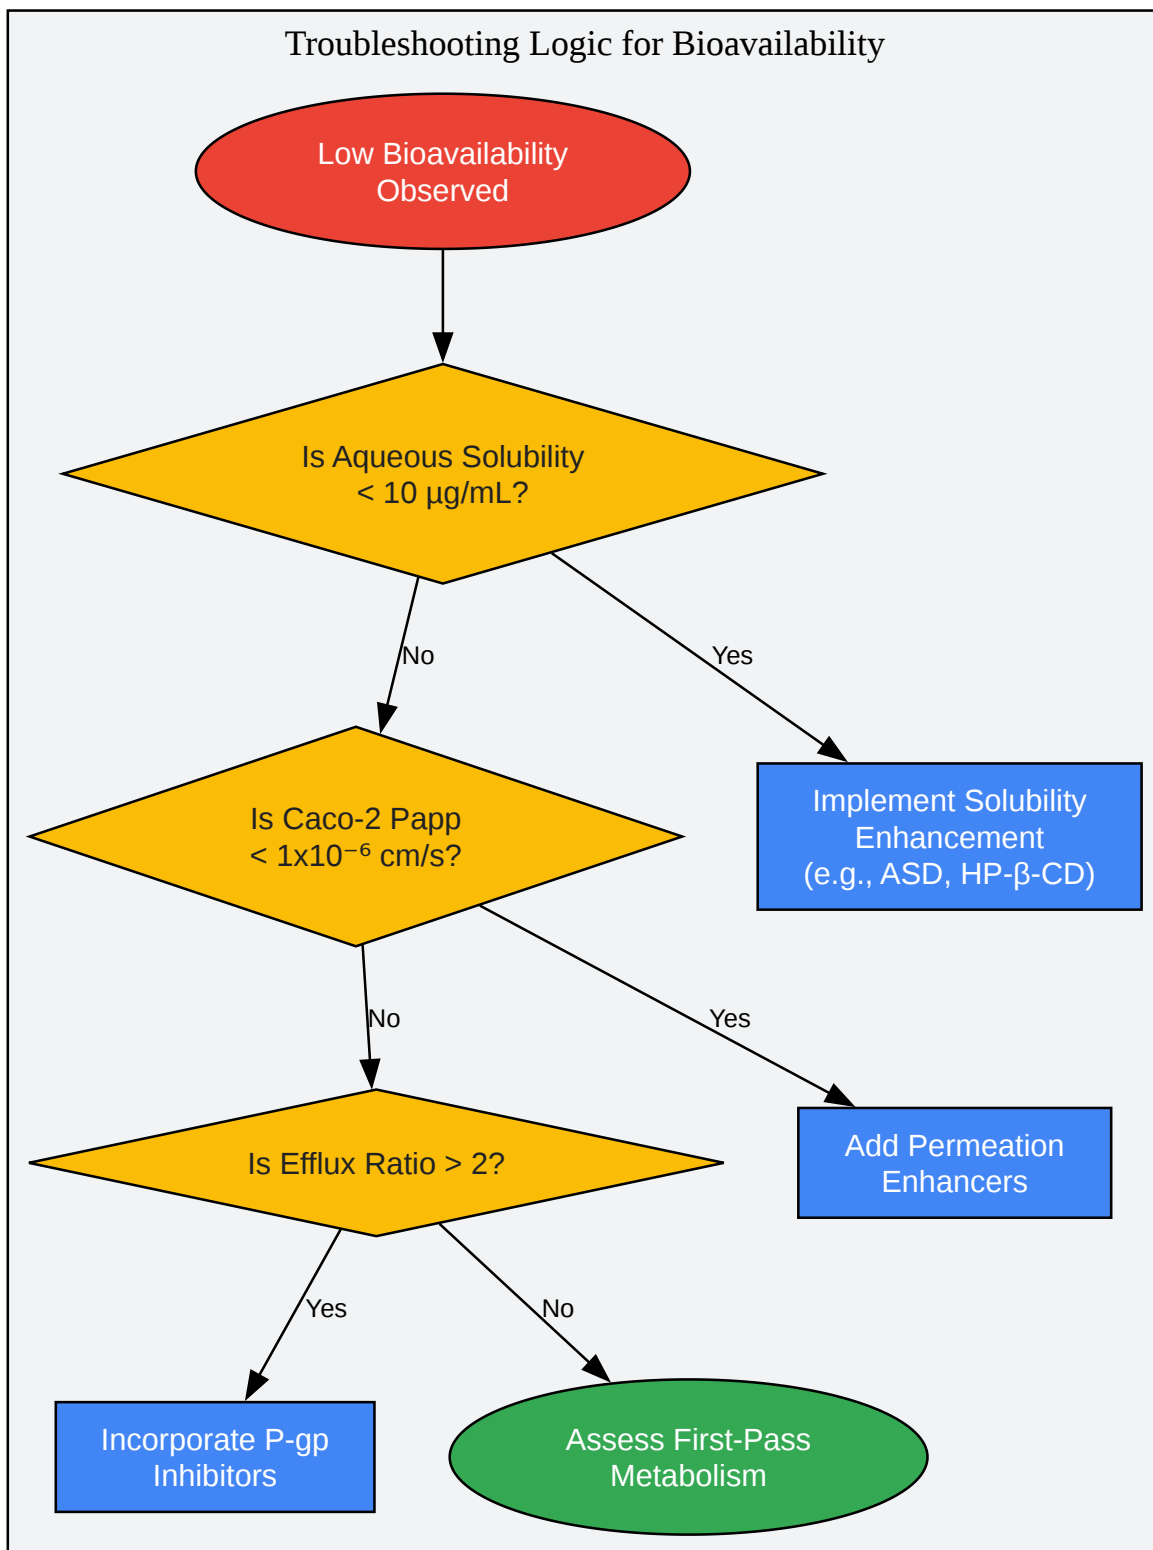 Troubleshooting Logic for Bioavailability
Low Bioavailability
Observed
Is Aqueous Solubility
< 10 µg/mL?
No
Yes
Is Caco-2 Papp
< 1x10⁻⁶ cm/s?
Implement Solubility
Enhancement
(e.g., ASD, HP-β-CD)
No
Yes
Is Efflux Ratio > 2?
Add Permeation
Enhancers
Yes
No
Incorporate P-gp
Inhibitors
Assess First-Pass
Metabolism